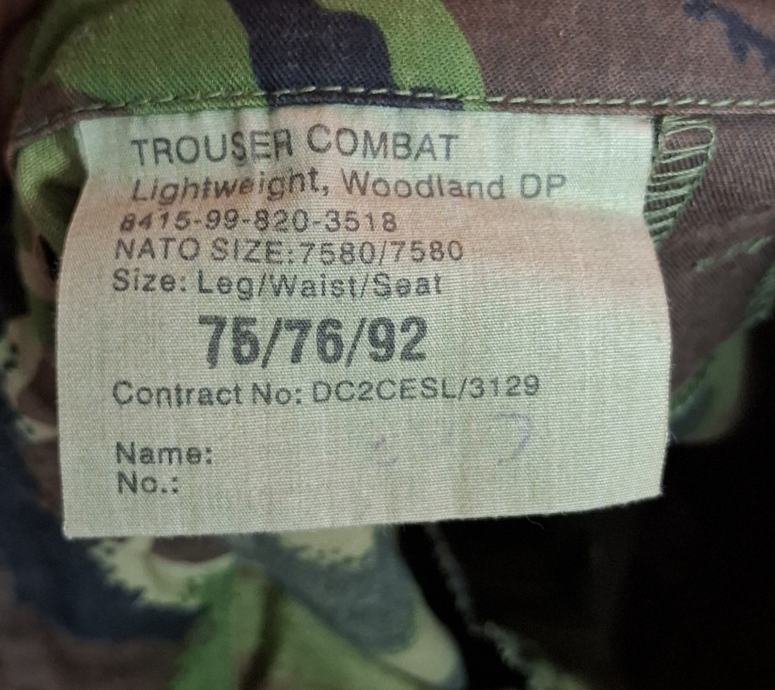 TROUSER COMBAT
Lightweight, Woodland DP
8415-99-820-3518
NATO SIZE:7580/7580
Size: Leg/Waist/Seat
75/76/92
Contract No: DC2CESL/3129
Name:
No.: